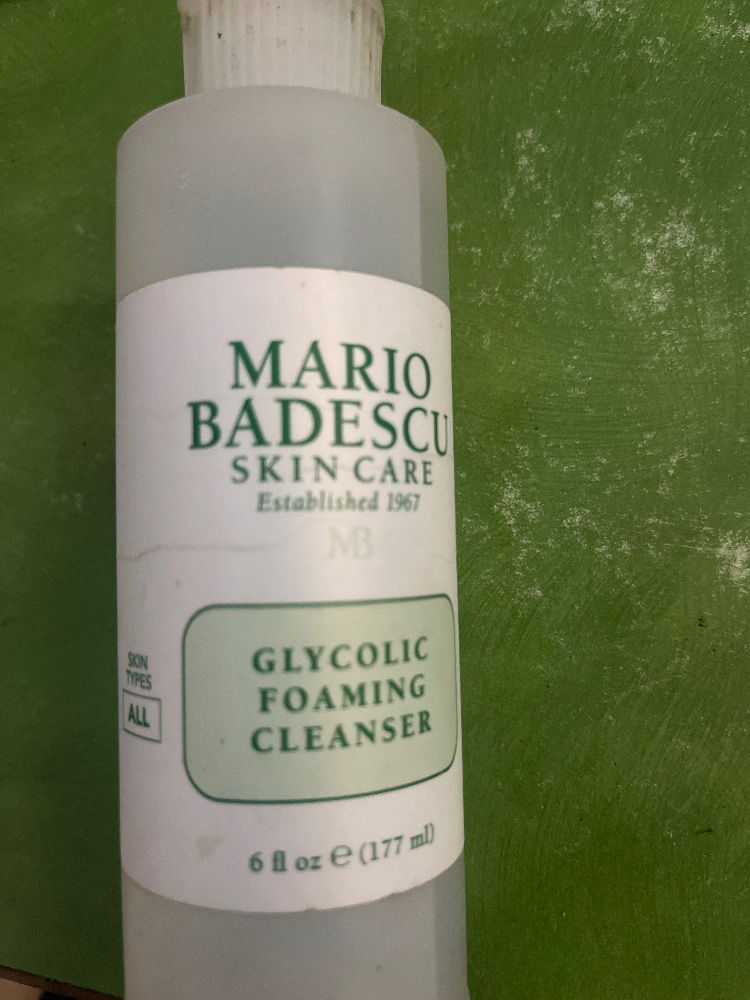 MARIO
BADESCU
SKIN CARE
Established 1967
MB
SKIN
TYPES
ALL
GLYCOLIC
FOAMING
CLEANSER
6 fl oz ℮ (177 ml)